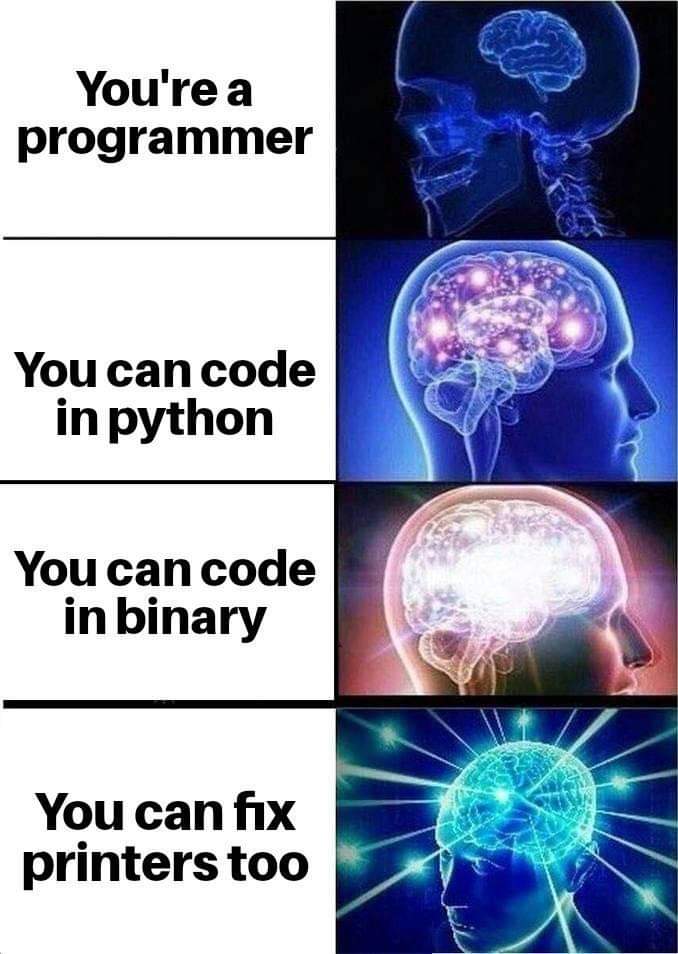 You're a
programmer
You can code
in python
You can code
in binary
You can fix
printers too